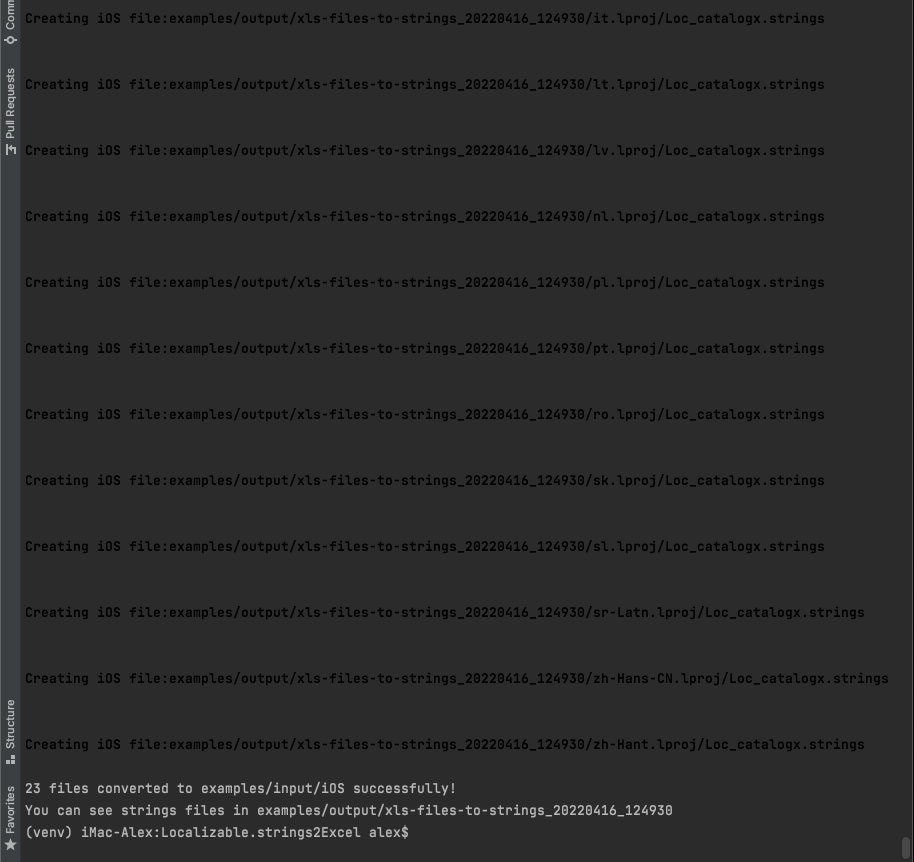 Comm
Pull Requests
Structure
Favorites
Creating iOS file:examples/output/xls-files-to-strings_20220416_124930/it.lproj/Loc_catalogx.strings
Creating iOS file:examples/output/xls-files-to-strings_20220416_124930/lt.lproj/Loc_catalogx.strings
Creating iOS file:examples/output/xls-files-to-strings_20220416_124930/lv.lproj/Loc_catalogx.strings
Creating iOS file:examples/output/xls-files-to-strings_20220416_124930/nl.lproj/Loc_catalogx.strings
Creating iOS file:examples/output/xls-files-to-strings_20220416_124930/pl.lproj/Loc_catalogx.strings
Creating iOS file:examples/output/xls-files-to-strings_20220416_124930/pt.lproj/Loc_catalogx.strings
Creating iOS file:examples/output/xls-files-to-strings_20220416_124930/ro.lproj/Loc_catalogx.strings
Creating iOS file:examples/output/xls-files-to-strings_20220416_124930/sk.lproj/Loc_catalogx.strings
Creating iOS file:examples/output/xls-files-to-strings_20220416_124930/sl.lproj/Loc_catalogx.strings
Creating iOS file:examples/output/xls-files-to-strings_20220416_124930/sr-Latn.lproj/Loc_catalogx.strings
Creating iOS file:examples/output/xls-files-to-strings_20220416_124930/zh-Hans-CN.lproj/Loc_catalogx.strings
Creating iOS file:examples/output/xls-files-to-strings_20220416_124930/zh-Hant.lproj/Loc_catalogx.strings
23 files converted to examples/input/iOS successfully!
You can see strings files in examples/output/xls-files-to-strings_20220416_124930
(venv) iMac-Alex:Localizable.strings2Excel alex$